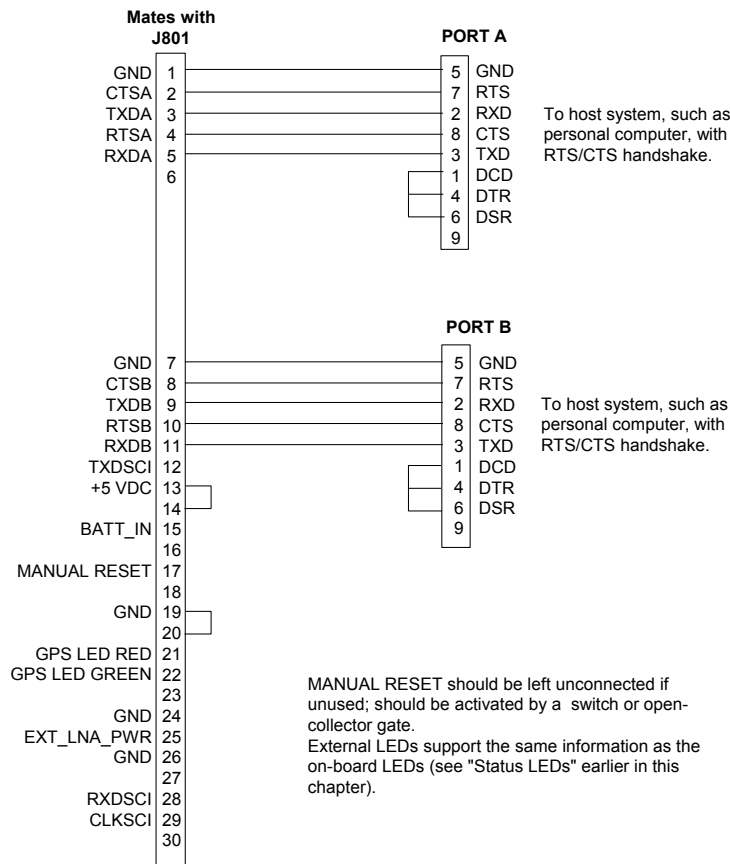 Mates with
J801
PORT A
GND 1 5 GND
CTSA 2 7 RTS
TXDA 3 2 RXD
RTSA 4 8 CTS
RXDA 5 3 TXD
6 1 DCD
4 DTR
6 DSR
9
To host system, such as
personal computer, with
RTS/CTS handshake.
PORT B
GND 7 5 GND
CTSB 8 7 RTS
TXDB 9 2 RXD
RTSB 10 8 CTS
RXDB 11 3 TXD
TXDSCI 12 1 DCD
+5 VDC 13 4 DTR
14 6 DSR
BATT_IN 15 9
To host system, such as
personal computer, with
RTS/CTS handshake.
16
MANUAL RESET 17
18
GND 19
20
GPS LED RED 21
GPS LED GREEN 22
23
GND 24
EXT_LNA_PWR 25
GND 26
27
RXDSCI 28
CLKSCI 29
30
MANUAL RESET should be left unconnected if
unused; should be activated by a switch or open-
collector gate.
External LEDs support the same information as the
on-board LEDs (see "Status LEDs" earlier in this
chapter).